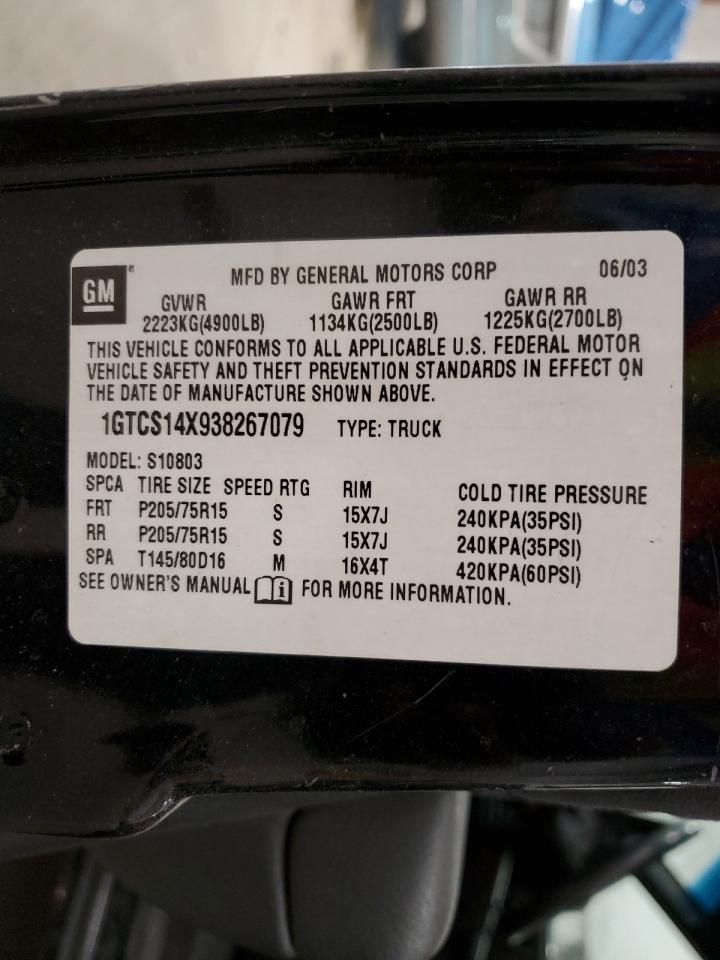 GM®
MFD BY GENERAL MOTORS CORP 06/03
GVWR GAWR FRT GAWR RR
2223KG(4900LB) 1134KG(2500LB) 1225KG(2700LB)
THIS VEHICLE CONFORMS TO ALL APPLICABLE U.S. FEDERAL MOTOR
VEHICLE SAFETY AND THEFT PREVENTION STANDARDS IN EFFECT ON
THE DATE OF MANUFACTURE SHOWN ABOVE.
1GTCS14X938267079 TYPE: TRUCK
MODEL: S10803
SPCA TIRE SIZE SPEED RTG RIM COLD TIRE PRESSURE
FRT P205/75R15 S 15X7J 240KPA(35PSI)
RR P205/75R15 S 15X7J 240KPA(35PSI)
SPA T145/80D16 M 16X4T 420KPA(60PSI)
SEE OWNER'S MANUAL i FOR MORE INFORMATION.